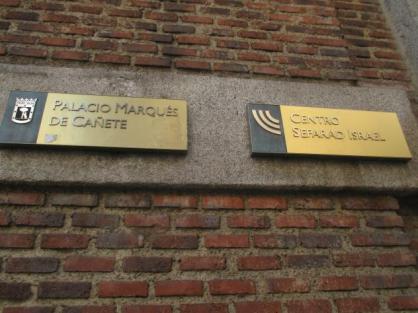 PALACIO MARQUÉS
DE CAÑETE
CENTRO
SEFARAD ISRAEL